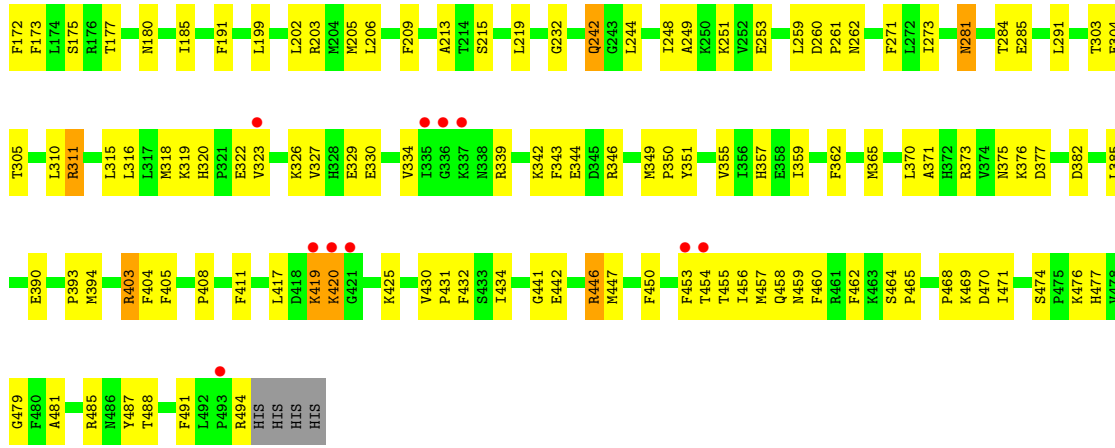 F172 F173 L174 S175 R176 T177 N180 I185 F191 L199 L202 R203 M204 M205 L206 F209 A213 T214 S215 L219 G232 Q242 G243 L244 I248 A249 K250 K251 V252 E253 L259 D260 P261 N262 F271 L272 I273 N281 T284 E285 L291 T303
T305 L310 R311 L315 L316 L317 M318 K319 H320 P321 E322 V323 K326 V327 H328 E329 E330 V334 I335 G336 K337 N338 R339 K342 F343 E344 D345 R346 M349 P350 Y351 V355 I356 H357 E358 I359 F362 M365 L370 A371 H372 R373 V374 N375 K376 D377 D382
E390 P393 M394 R403 F404 F405 P408 F411 L417 D418 K419 K420 G421 K425 V430 P431 F432 S433 I434 G441 E442 R446 M447 F450 F453 T454 T455 I456 M457 Q458 N459 F460 R461 F462 K463 S464 P465 P468 K469 D470 I471 S474 P475 K476 H477
G479 F480 A481 R485 N486 Y487 T488 F491 L492 P493 R494 HIS HIS HIS HIS